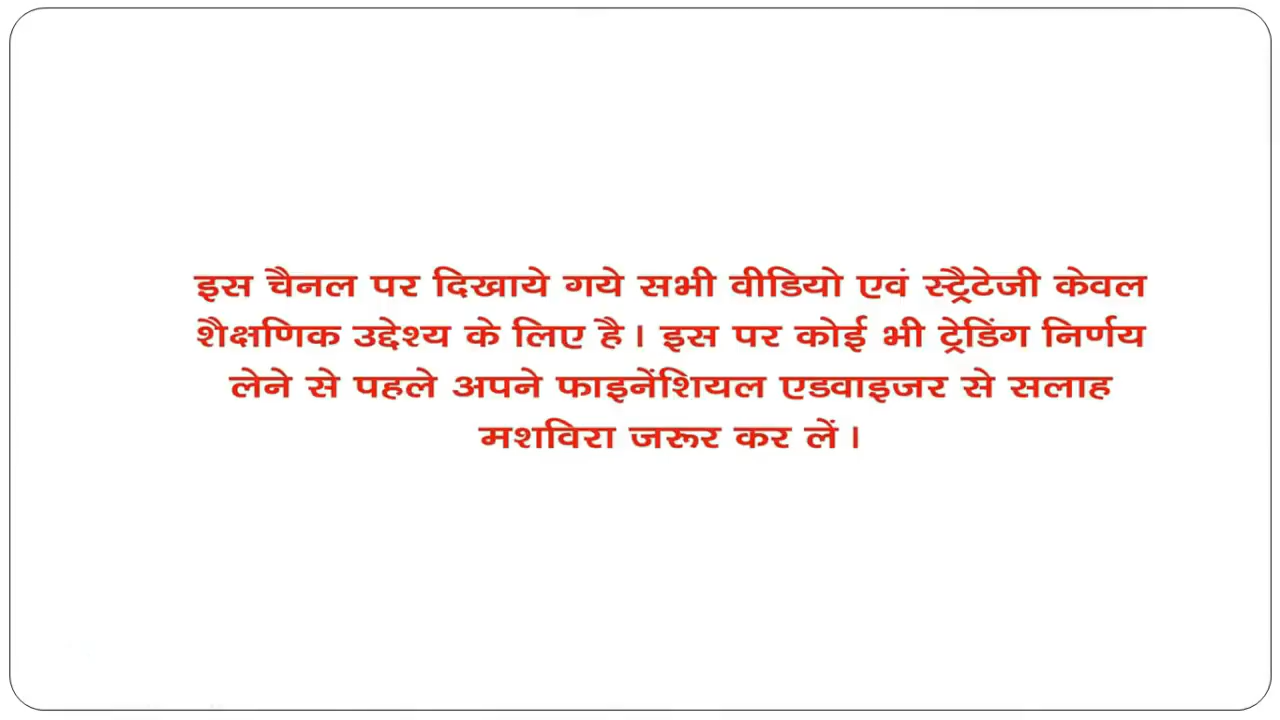 इस चैनल पर दिखाये गये सभी वीडियो एवं स्ट्रैटेजी केवल
शैक्षणिक उद्देश्य के लिए है। इस पर कोई भी ट्रेडिंग निर्णय
लेने से पहले अपने फाइनेंशियल एडवाइजर से सलाह
मशविरा जरूर कर लें।